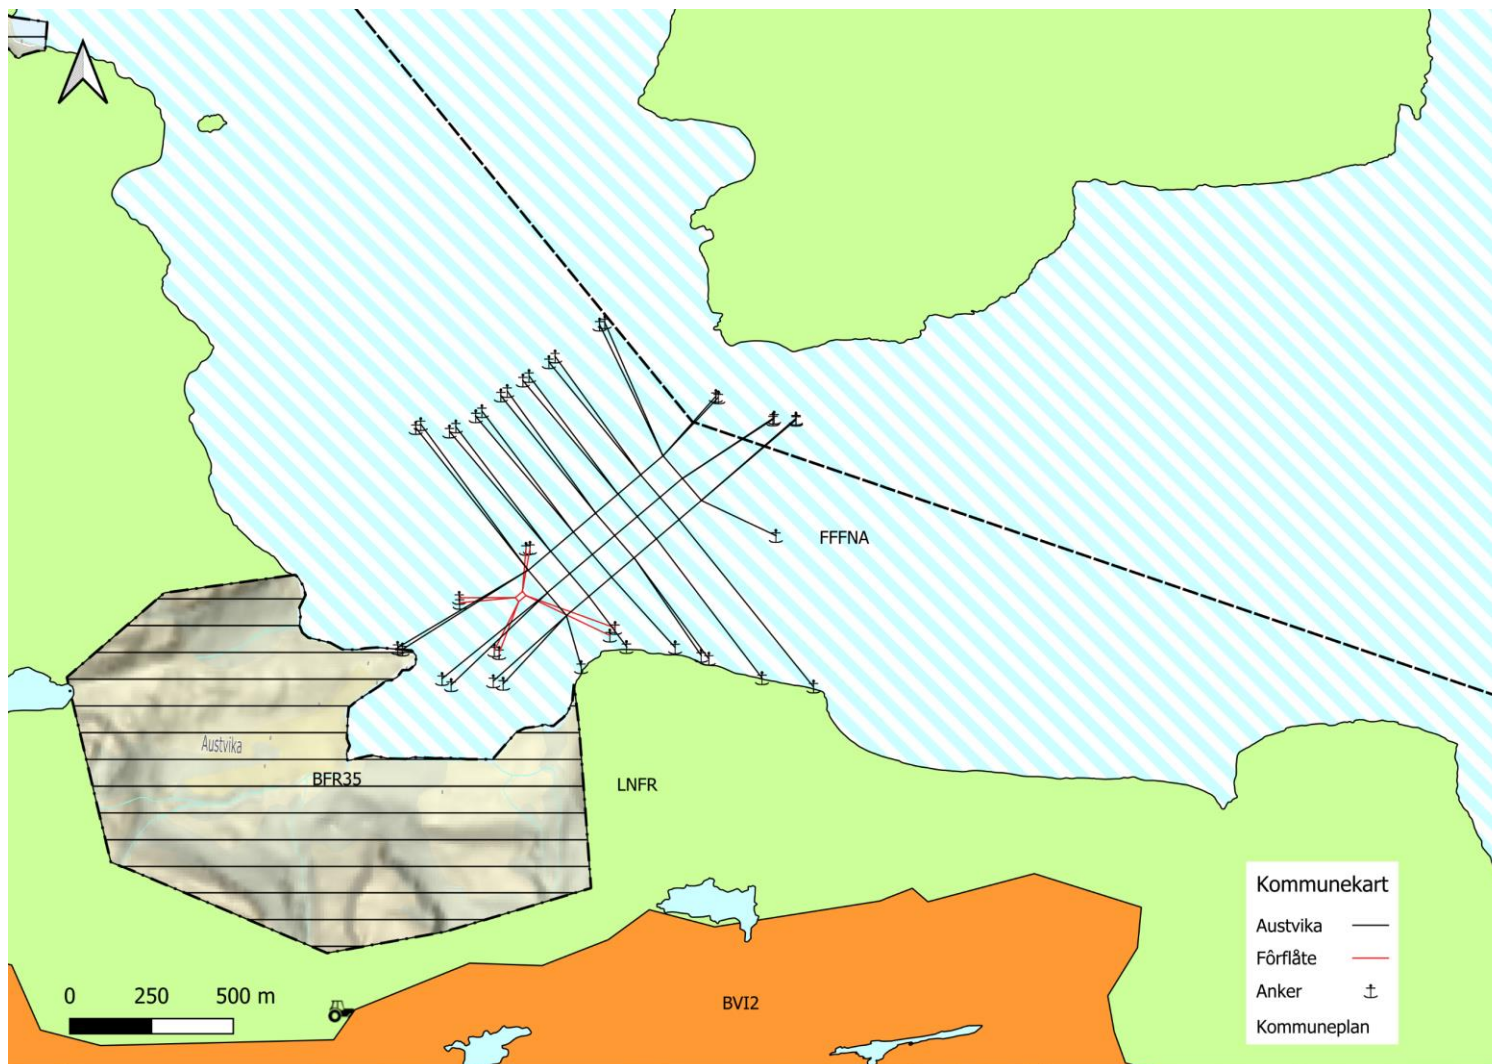 FFFNA
Austvika
BFR35
LNFR
Kommunekart
Austvika
Fôrflåte
Anker
Kommuneplan
0 250 500 m
BVI2